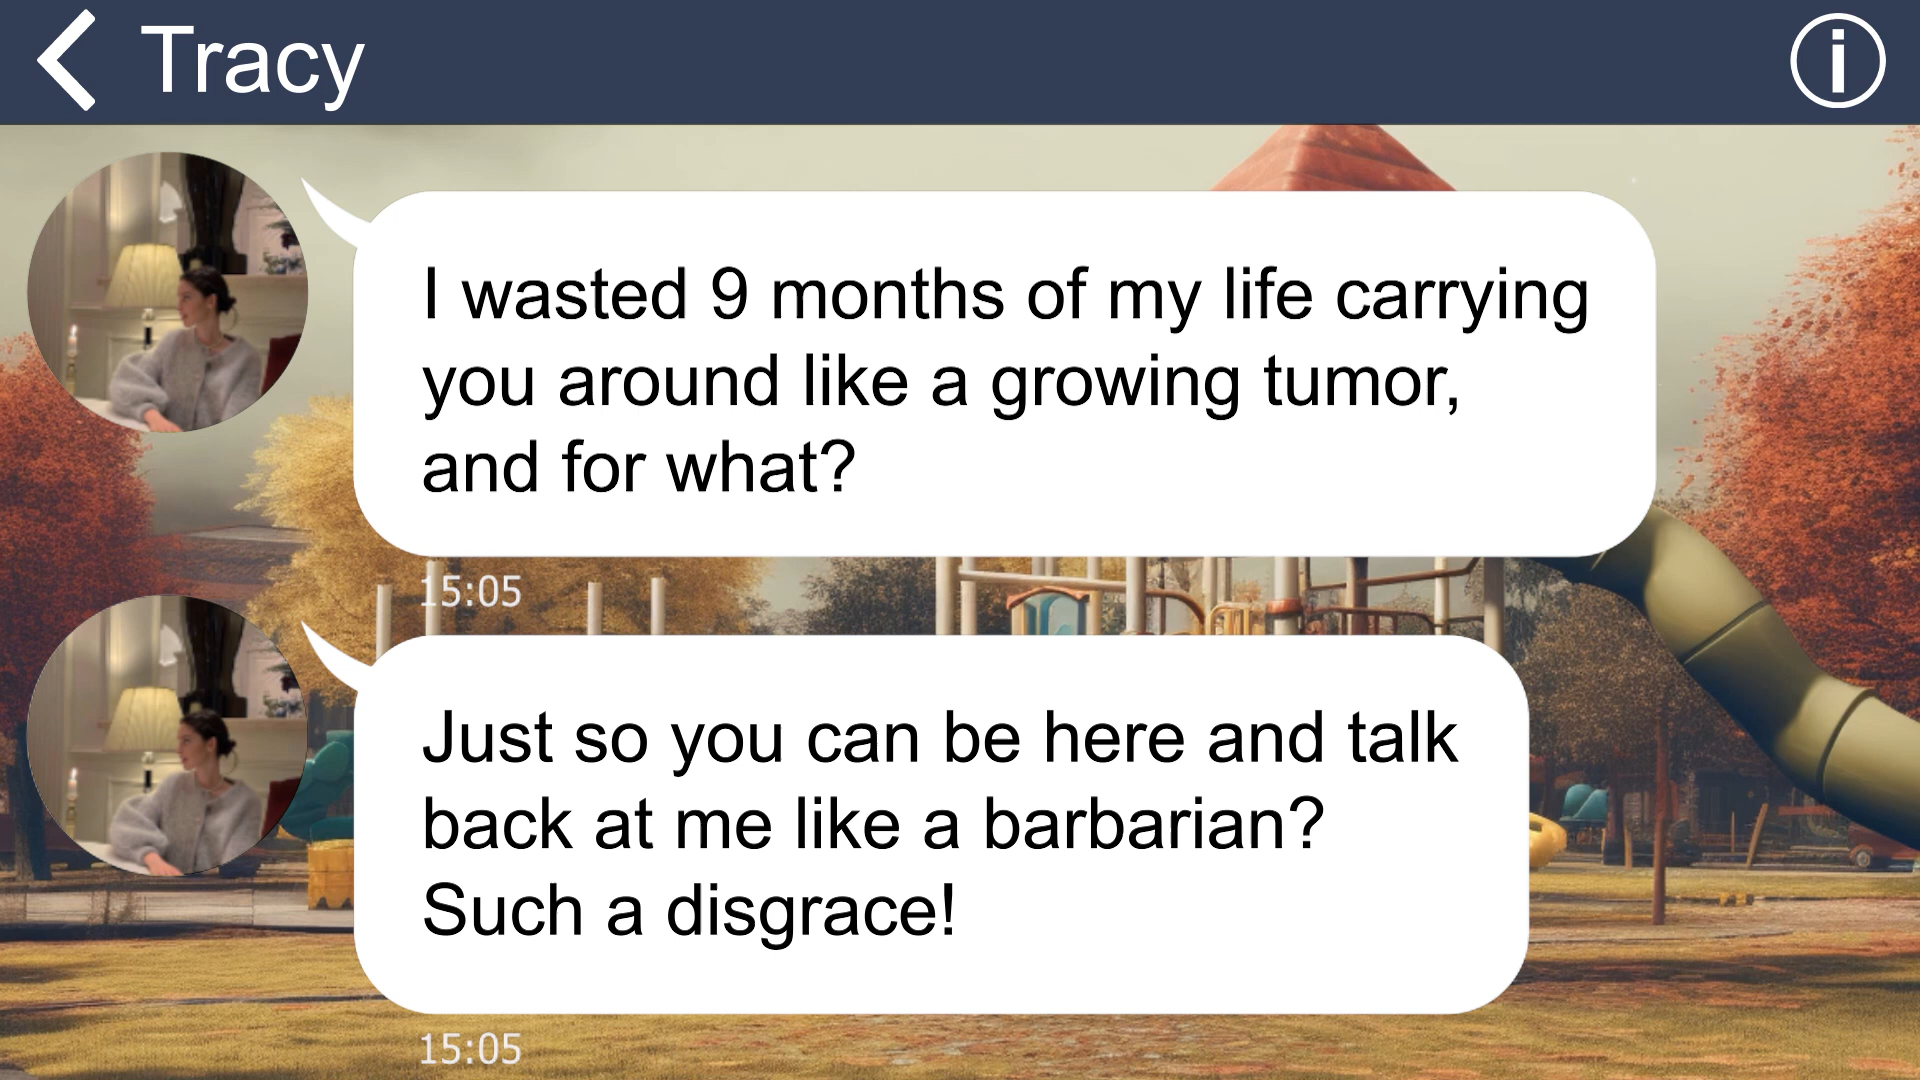 Tracy
I wasted 9 months of my life carrying
you around like a growing tumor,
and for what?
15:05
Just so you can be here and talk
back at me like a barbarian?
Such a disgrace!
15:05